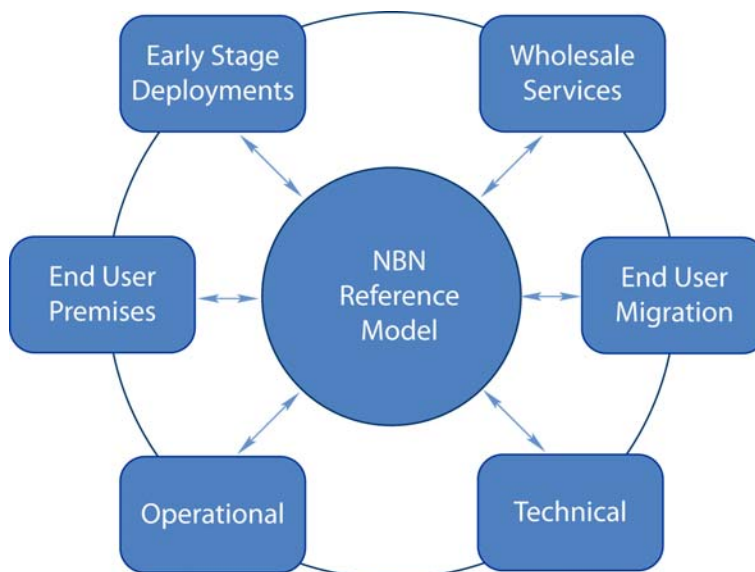 Early Stage
Deployments
Wholesale
Services
End User
Premises
NBN
Reference
Model
End User
Migration
Operational
Technical